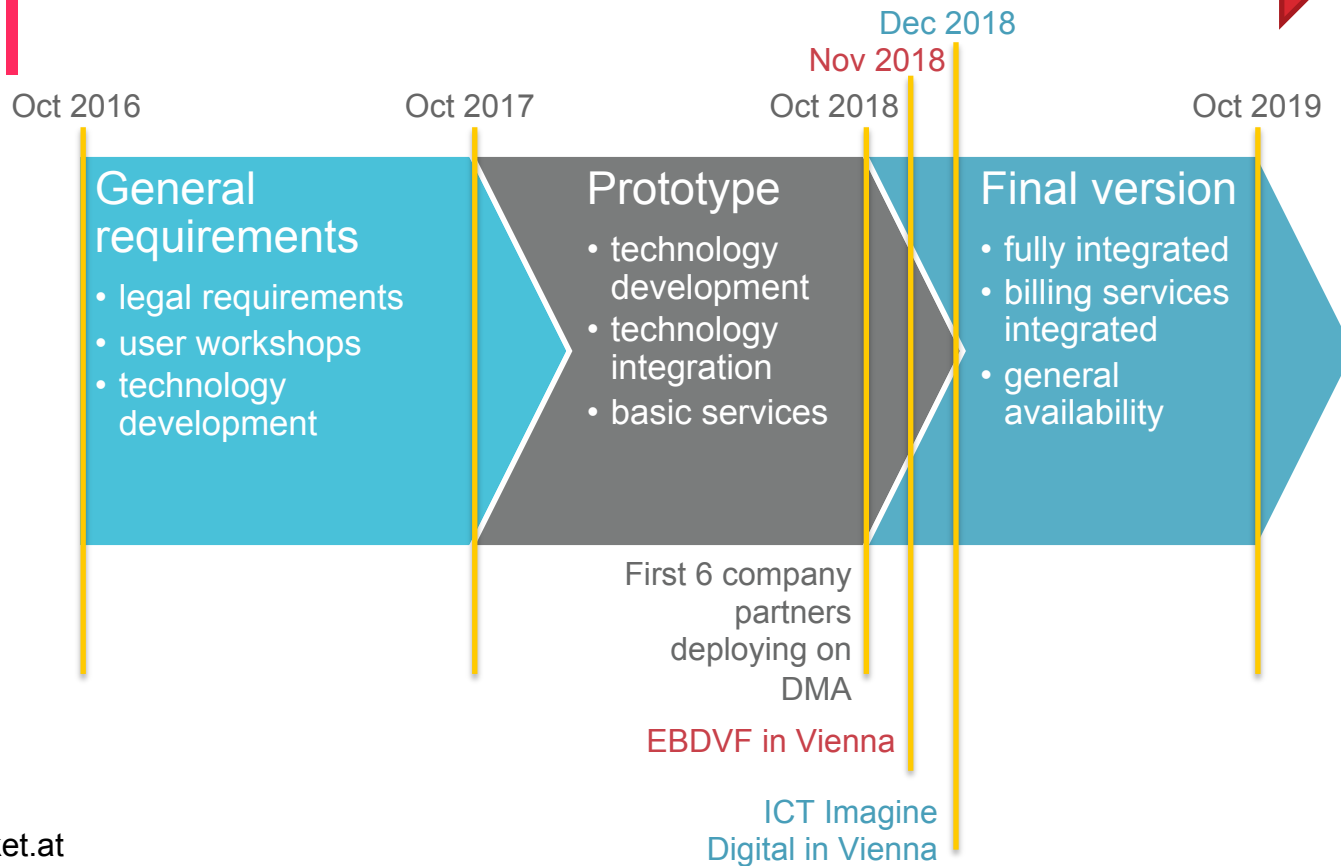 Dec 2018
Nov 2018
Oct 2016
Oct 2017
Oct 2018
Oct 2019
General
requirements
• legal requirements
• user workshops
• technology
development
Prototype
• technology
development
• technology
integration
• basic services
Final version
• fully integrated
• billing services
integrated
• general
availability
First 6 company
partners
deploying on
DMA
EBDVF in Vienna
ICT Imagine
Digital in Vienna
et.at